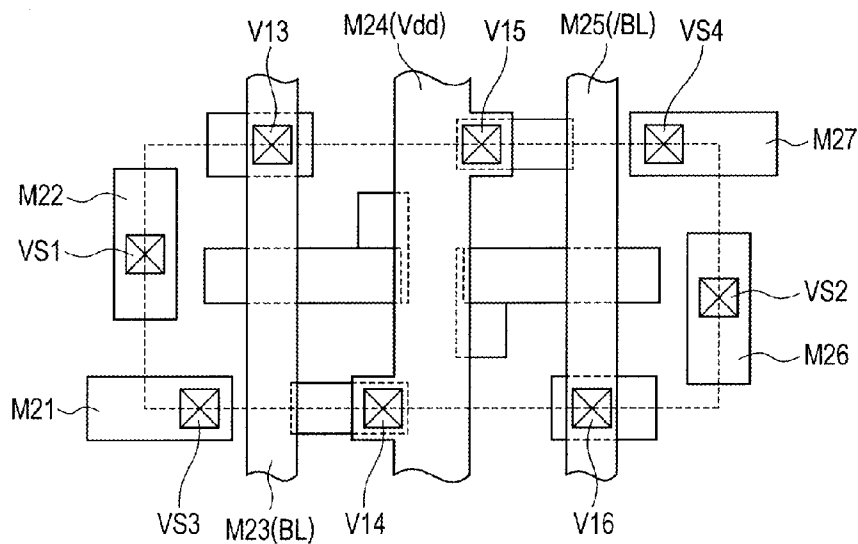 M24(Vdd)
M25(/BL)
V13
V15
VS4
M27
M22
VS1
VS2
M26
M21
VS3
M23(BL)
V14
V16